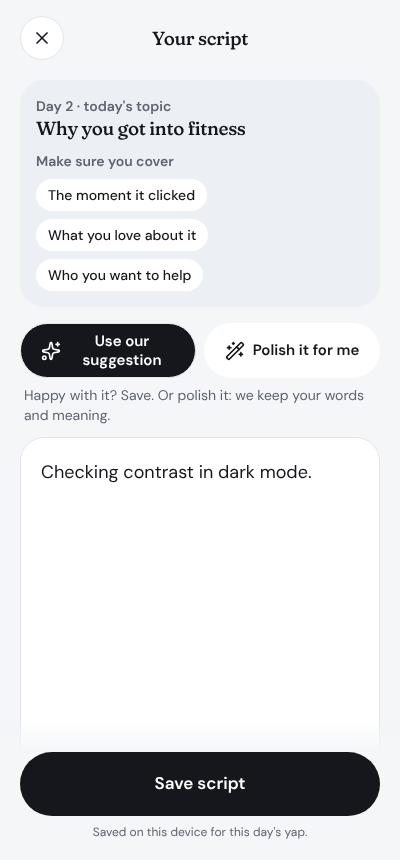 Your script
Day 2 · today's topic
Why you got into fitness
Make sure you cover
The moment it clicked
What you love about it
Who you want to help
Use our
suggestion
Polish it for me
Happy with it? Save. Or polish it: we keep your words
and meaning.
Checking contrast in dark mode.
Save script
Saved on this device for this day's yap.